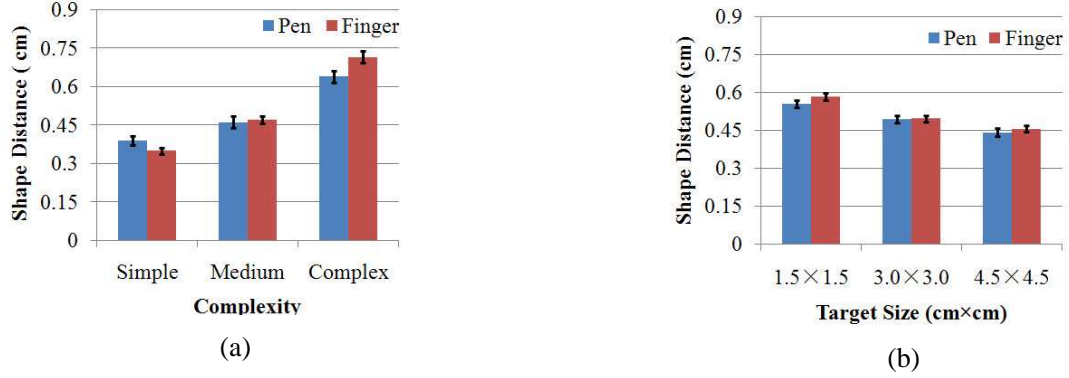 0.9
0.75
0.6
0.45
0.3
0.15
0
Shape Distance ( cm)
Pen Finger
Simple Medium Complex
Complexity
(a)
0.9
0.75
0.6
0.45
0.3
0.15
0
Shape Distance (cm)
Pen Finger
1.5×1.5 3.0×3.0 4.5×4.5
Target Size (cm×cm)
(b)